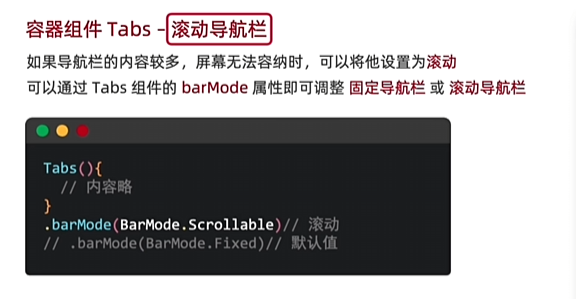 容器组件 Tabs –滚动导航栏
如果导航栏的内容较多，屏幕无法容纳时，可以将他设置为滚动
可以通过 Tabs 组件的 barMode 属性即可调整 固定导航栏 或 滚动导航栏
Tabs(){
  // 内容略
}
.barMode(BarMode.Scrollable)// 滚动
// .barMode(BarMode.Fixed)// 默认值